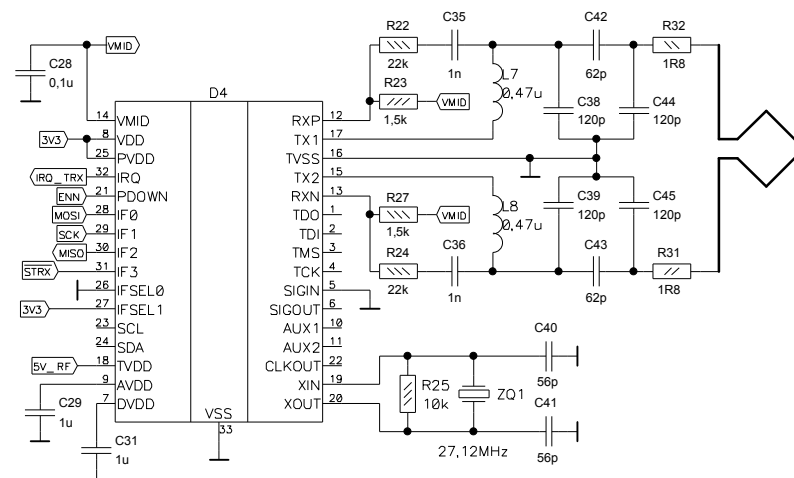 R22
22k
C35
1n
C42
62p
R32
1R8
VMID
C28
0,1u
R23
1,5k
VMID
L7
0,47u
C38
120p
C44
120p
D4
14 VMID
8 VDD
3V3
25 PVDD
IRQ_TRX 32 IRQ
ENN 21 PDOWN
MOSI 28 IF0
SCK 29 IF1
MISO 30 IF2
STRX 31 IF3
26 IFSEL0
3V3 27 IFSEL1
23 SCL
24 SDA
5V_RF 18 TVDD
9 AVDD
7 DVDD
VSS
33
RXP 12
TX1 17
TVSS 16
TX2 15
RXN 13
TDO 1
TDI 2
TMS 3
TCK 4
SIGIN 5
SIGOUT 6
AUX1 10
AUX2 11
CLKOUT 22
XIN 19
XOUT 20
R27
1,5k
VMID
L8
0,47u
C39
120p
C45
120p
R24
22k
C36
1n
C43
62p
R31
1R8
C29
1u
C31
1u
R25
10k
ZQ1
27,12MHz
C40
56p
C41
56p